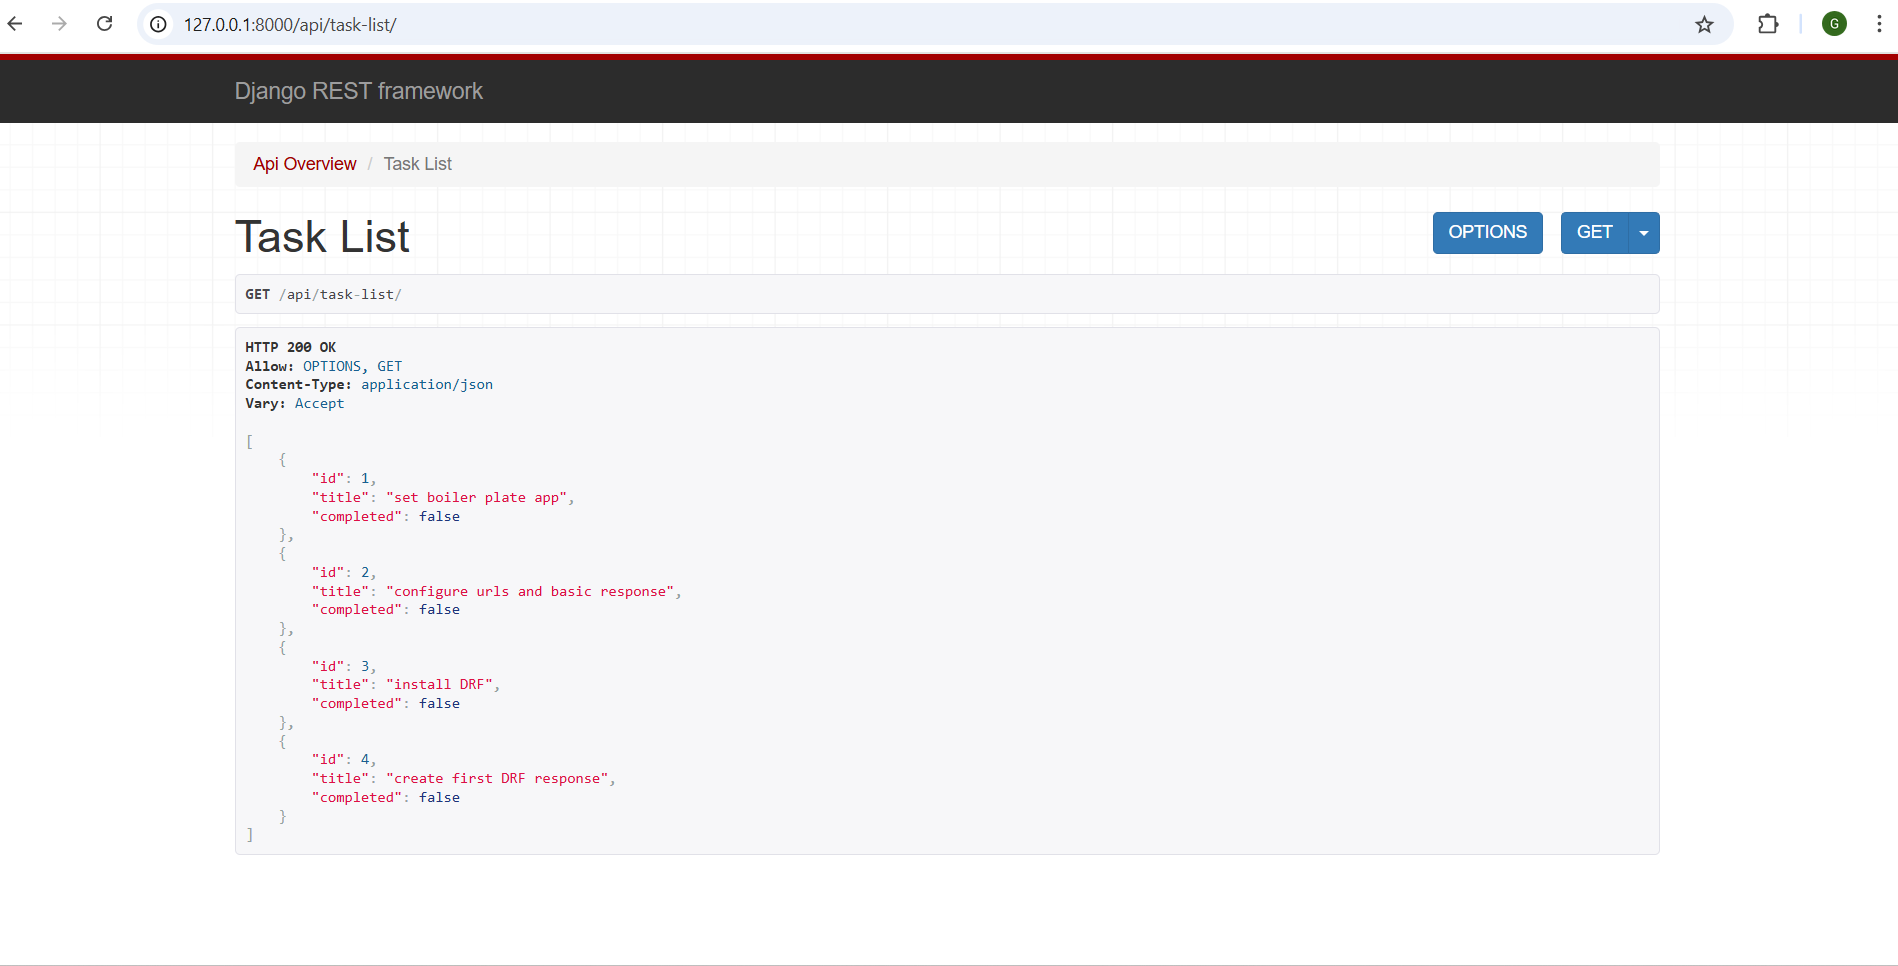 127.0.0.1:8000/api/task-list/
G
Django REST framework
Api Overview / Task List
Task List
OPTIONS
GET
GET /api/task-list/
HTTP 200 OK
Allow: OPTIONS, GET
Content-Type: application/json
Vary: Accept
[
    {
        "id": 1,
        "title": "set boiler plate app",
        "completed": false
    },
    {
        "id": 2,
        "title": "configure urls and basic response",
        "completed": false
    },
    {
        "id": 3,
        "title": "install DRF",
        "completed": false
    },
    {
        "id": 4,
        "title": "create first DRF response",
        "completed": false
    }
]